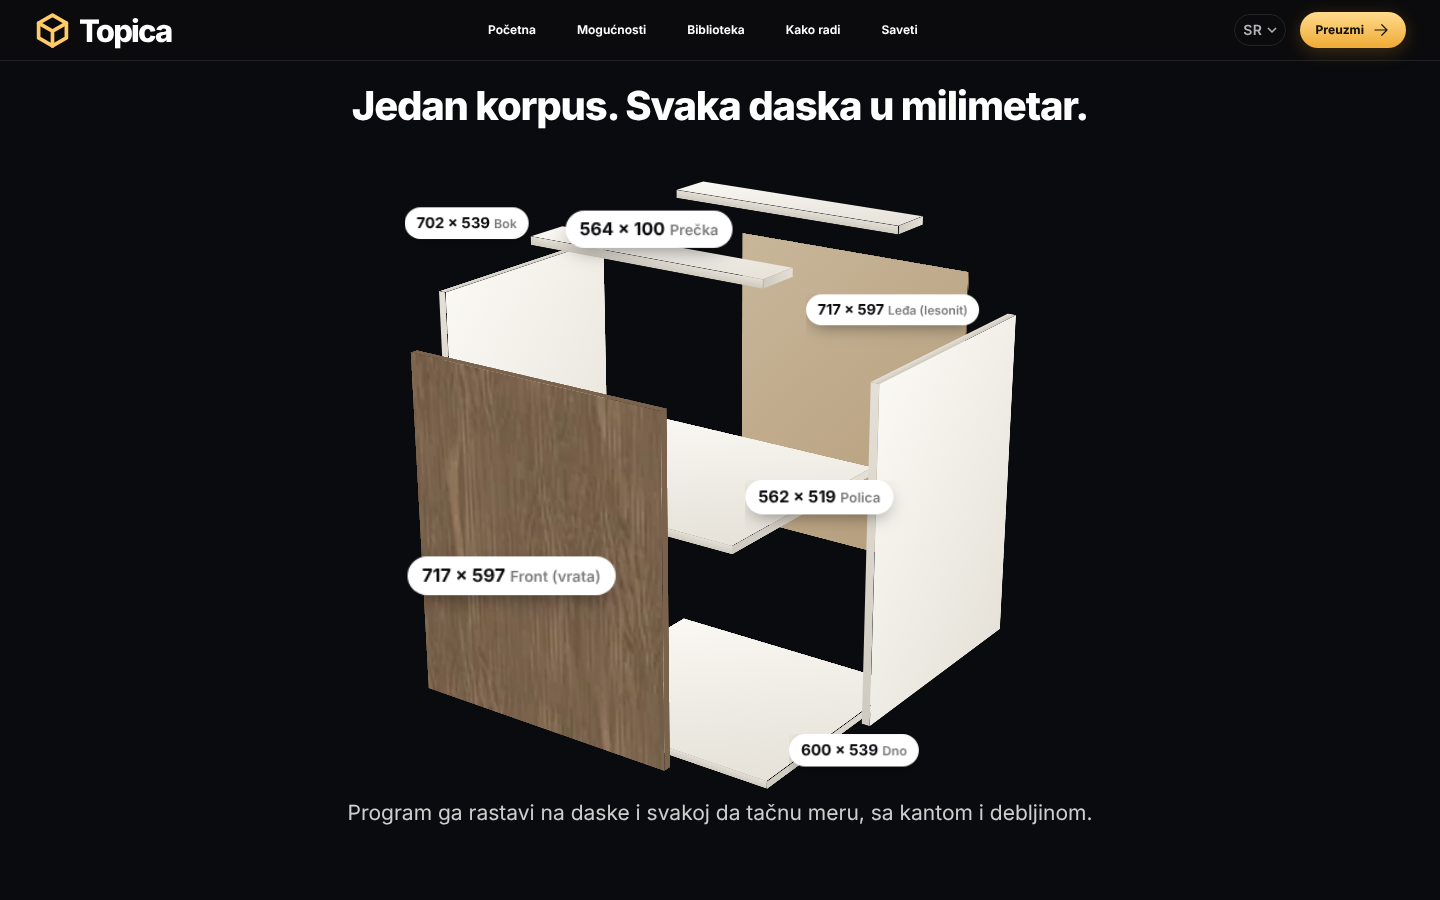 Topica
Početna
Mogućnosti
Biblioteka
Kako radi
Saveti
SR
Preuzmi
Jedan korpus. Svaka daska u milimetar.
702 × 539 Bok
564 × 100 Prečka
717 × 597 Leđa (lesonit)
562 × 519 Polica
717 × 597 Front (vrata)
600 × 539 Dno
Program ga rastavi na daske i svakoj da tačnu meru, sa kantom i debljinom.